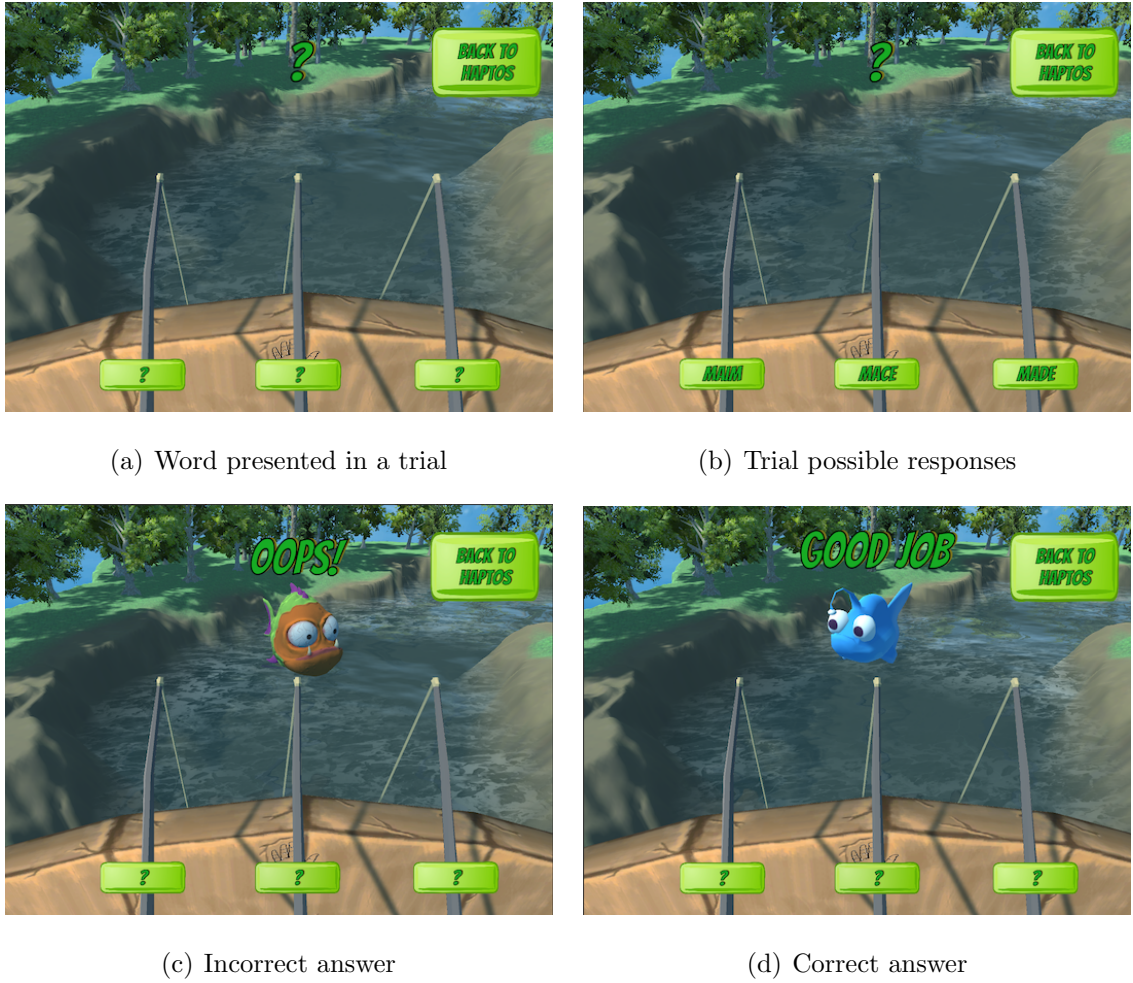 ?
BACK TO
HAPTOS
? ? ?
(a) Word presented in a trial
?
BACK TO
HAPTOS
MAIM MACE MADE
(b) Trial possible responses
OOPS!
BACK TO
HAPTOS
? ? ?
(c) Incorrect answer
GOOD JOB
BACK TO
HAPTOS
? ? ?
(d) Correct answer